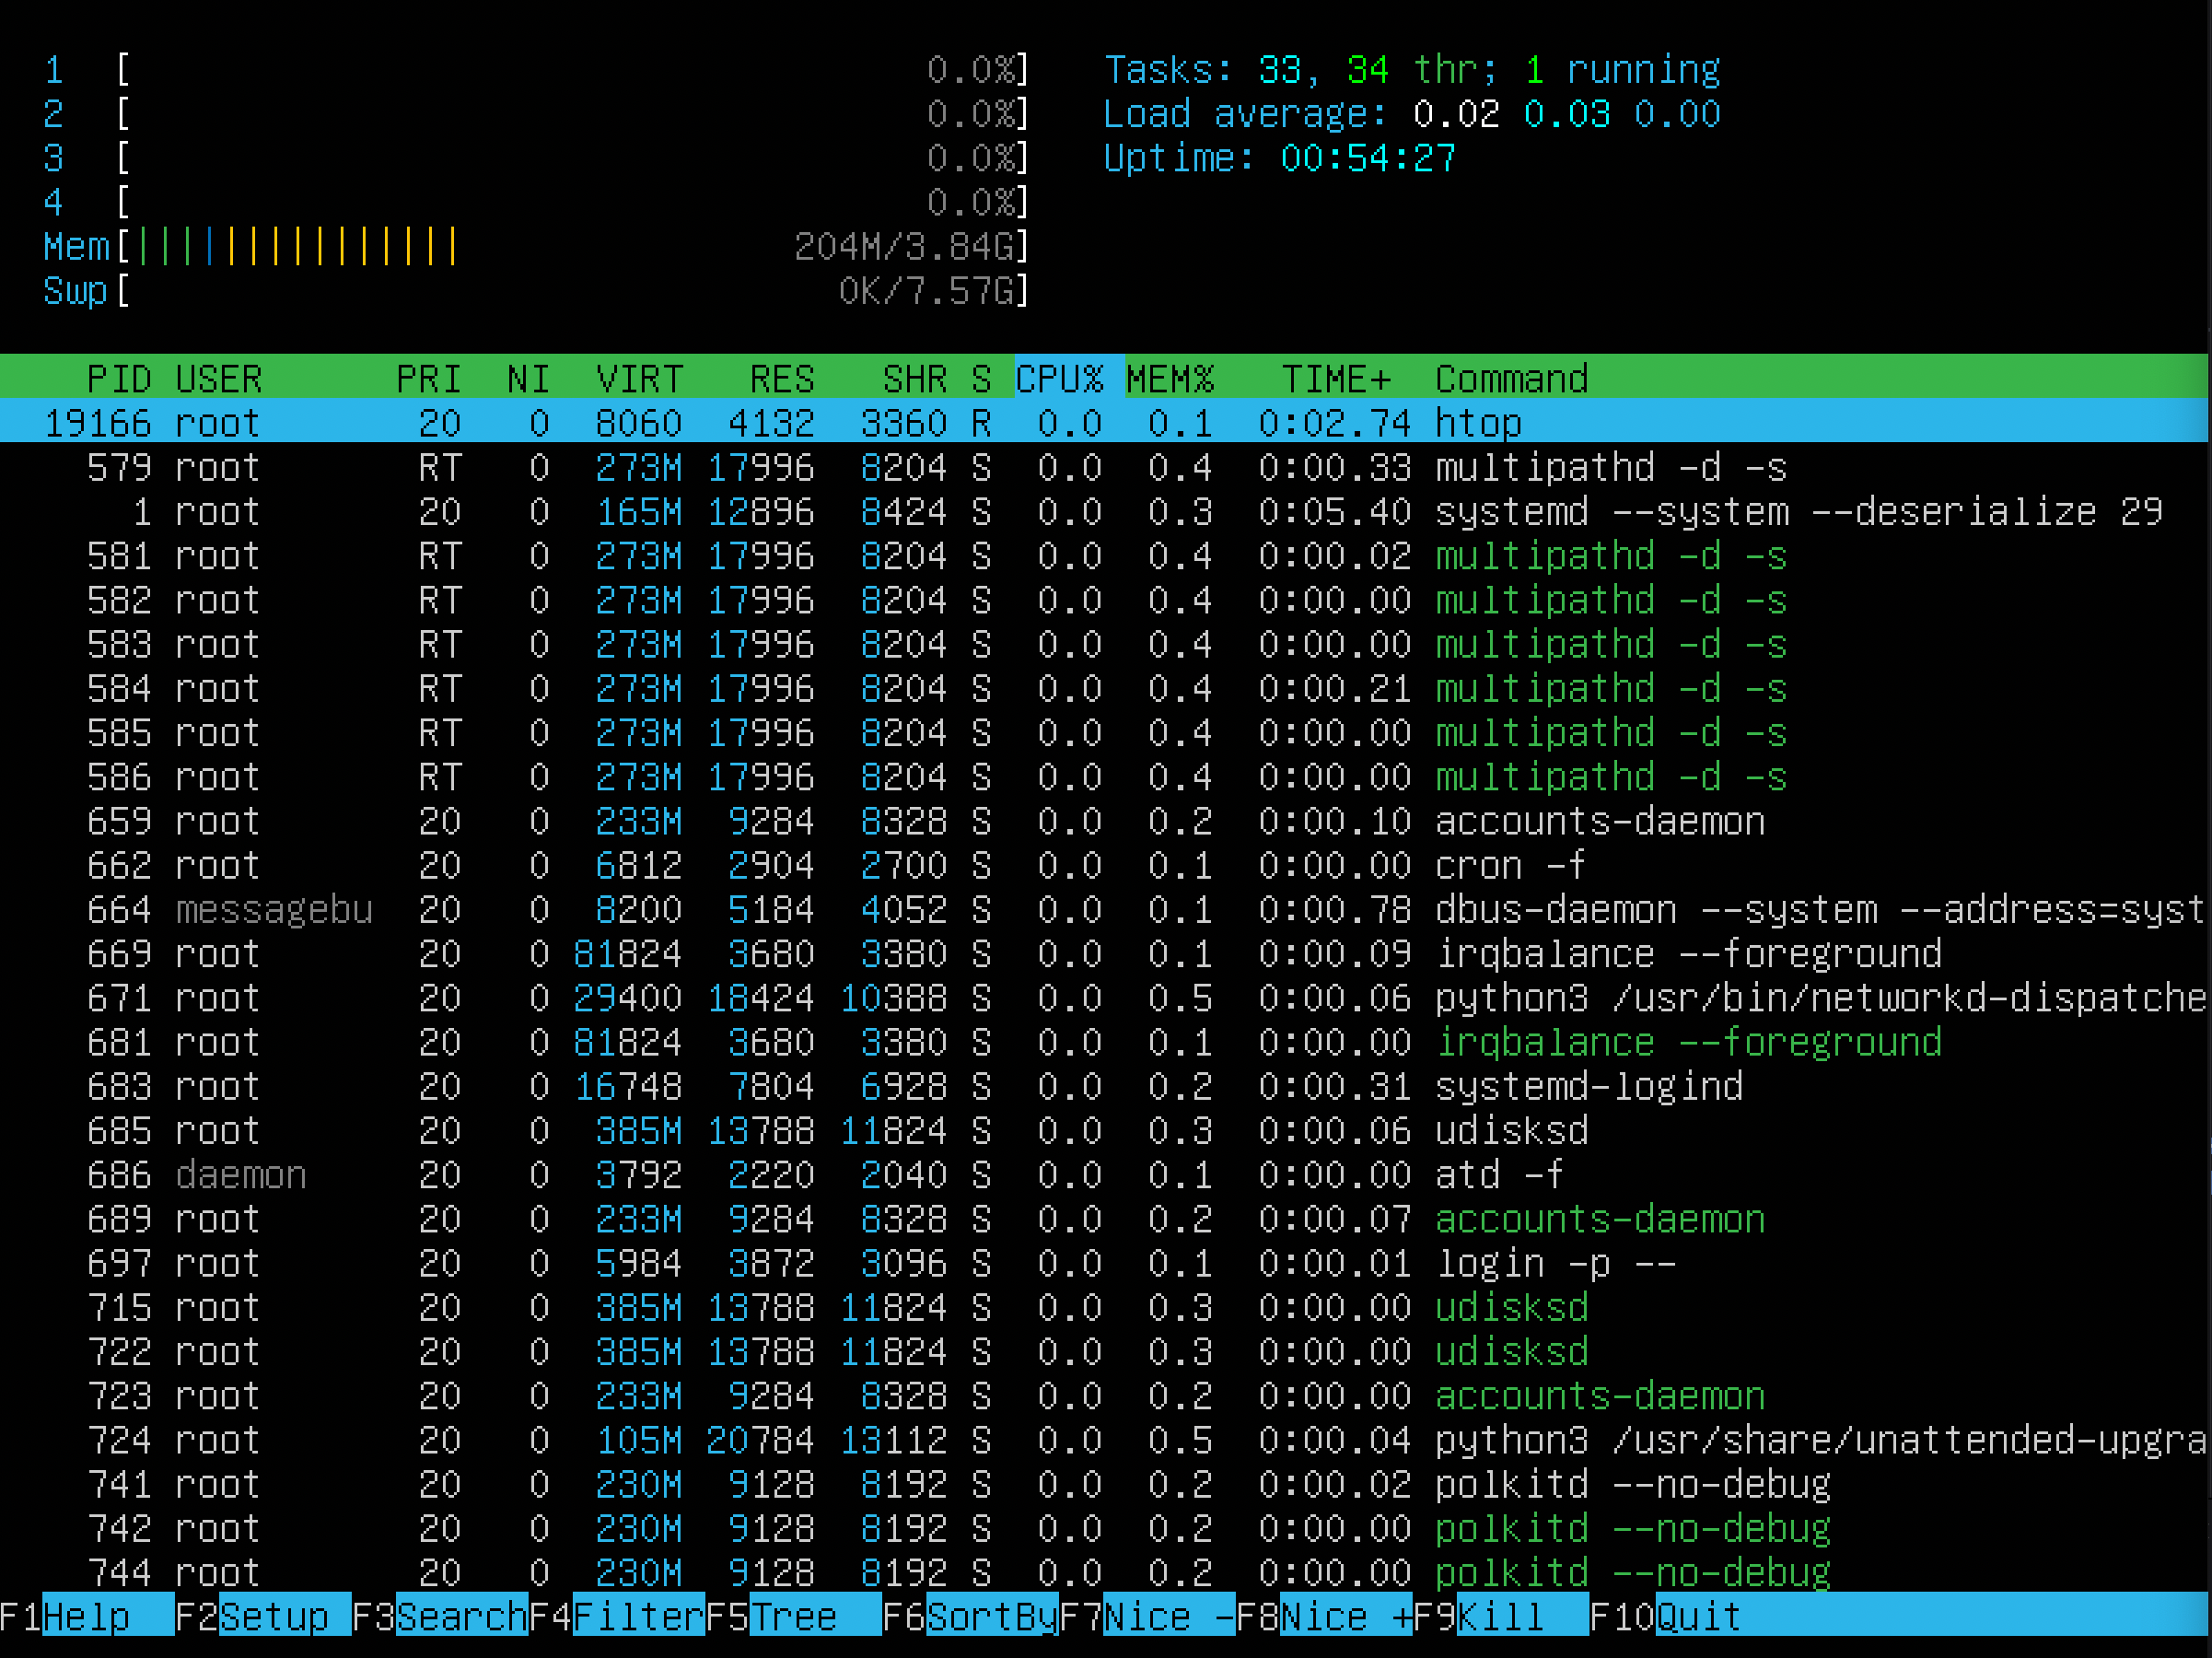 1 [ 0.0%] Tasks: 33, 34 thr; 1 running
2 [ 0.0%] Load average: 0.02 0.03 0.00
3 [ 0.0%] Uptime: 00:54:27
4 [ 0.0%]
Mem[||||||||||||||| 204M/3.84G]
Swp[ 0K/7.57G]
PID USER PRI NI VIRT RES SHR S CPU% MEM% TIME+ Command
19166 root 20 0 8060 4132 3360 R 0.0 0.1 0:02.74 htop
579 root RT 0 273M 17996 8204 S 0.0 0.4 0:00.33 multipathd -d -s
1 root 20 0 165M 12896 8424 S 0.0 0.3 0:05.40 systemd --system --deserialize 29
581 root RT 0 273M 17996 8204 S 0.0 0.4 0:00.02 multipathd -d -s
582 root RT 0 273M 17996 8204 S 0.0 0.4 0:00.00 multipathd -d -s
583 root RT 0 273M 17996 8204 S 0.0 0.4 0:00.00 multipathd -d -s
584 root RT 0 273M 17996 8204 S 0.0 0.4 0:00.21 multipathd -d -s
585 root RT 0 273M 17996 8204 S 0.0 0.4 0:00.00 multipathd -d -s
586 root RT 0 273M 17996 8204 S 0.0 0.4 0:00.00 multipathd -d -s
659 root 20 0 233M 9284 8328 S 0.0 0.2 0:00.10 accounts-daemon
662 root 20 0 6812 2904 2700 S 0.0 0.1 0:00.00 cron -f
664 messagebu 20 0 8200 5184 4052 S 0.0 0.1 0:00.78 dbus-daemon --system --address=syst
669 root 20 0 81824 3680 3380 S 0.0 0.1 0:00.09 irqbalance --foreground
671 root 20 0 29400 18424 10388 S 0.0 0.5 0:00.06 python3 /usr/bin/networkd-dispatche
681 root 20 0 81824 3680 3380 S 0.0 0.1 0:00.00 irqbalance --foreground
683 root 20 0 16748 7804 6928 S 0.0 0.2 0:00.31 systemd-logind
685 root 20 0 385M 13788 11824 S 0.0 0.3 0:00.06 udisksd
686 daemon 20 0 3792 2220 2040 S 0.0 0.1 0:00.00 atd -f
689 root 20 0 233M 9284 8328 S 0.0 0.2 0:00.07 accounts-daemon
697 root 20 0 5984 3872 3096 S 0.0 0.1 0:00.01 login -p --
715 root 20 0 385M 13788 11824 S 0.0 0.3 0:00.00 udisksd
722 root 20 0 385M 13788 11824 S 0.0 0.3 0:00.00 udisksd
723 root 20 0 233M 9284 8328 S 0.0 0.2 0:00.00 accounts-daemon
724 root 20 0 105M 20784 13112 S 0.0 0.5 0:00.04 python3 /usr/share/unattended-upgra
741 root 20 0 230M 9128 8192 S 0.0 0.2 0:00.02 polkitd --no-debug
742 root 20 0 230M 9128 8192 S 0.0 0.2 0:00.00 polkitd --no-debug
744 root 20 0 230M 9128 8192 S 0.0 0.2 0:00.00 polkitd --no-debug
F1Help F2Setup F3SearchF4FilterF5Tree F6SortByF7Nice -F8Nice +F9Kill F10Quit